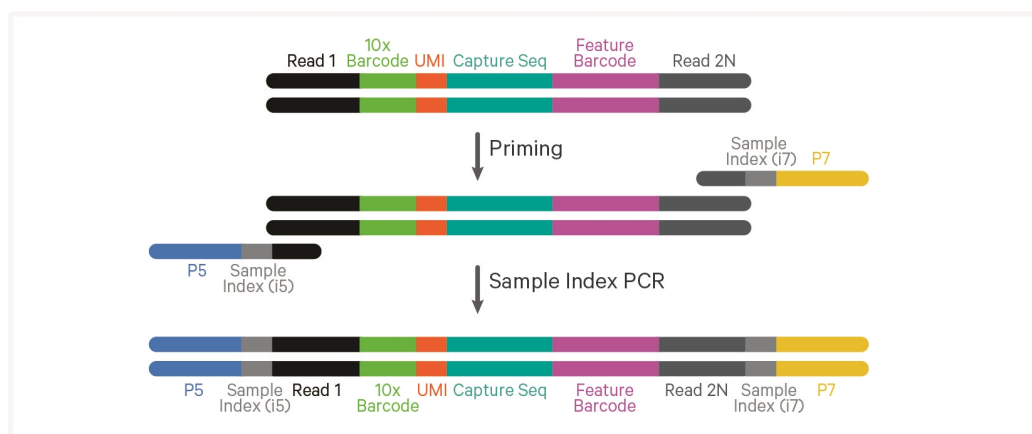 10x Feature
Read 1 Barcode UMI Capture Seq Barcode Read 2N
Priming
Sample
Index (i7) P7
P5 Sample
Index (i5)
Sample Index PCR
P5 Sample Read 1 10x UMI Capture Seq Feature Read 2N Sample P7
Index (i5) Barcode Barcode Index (i7)